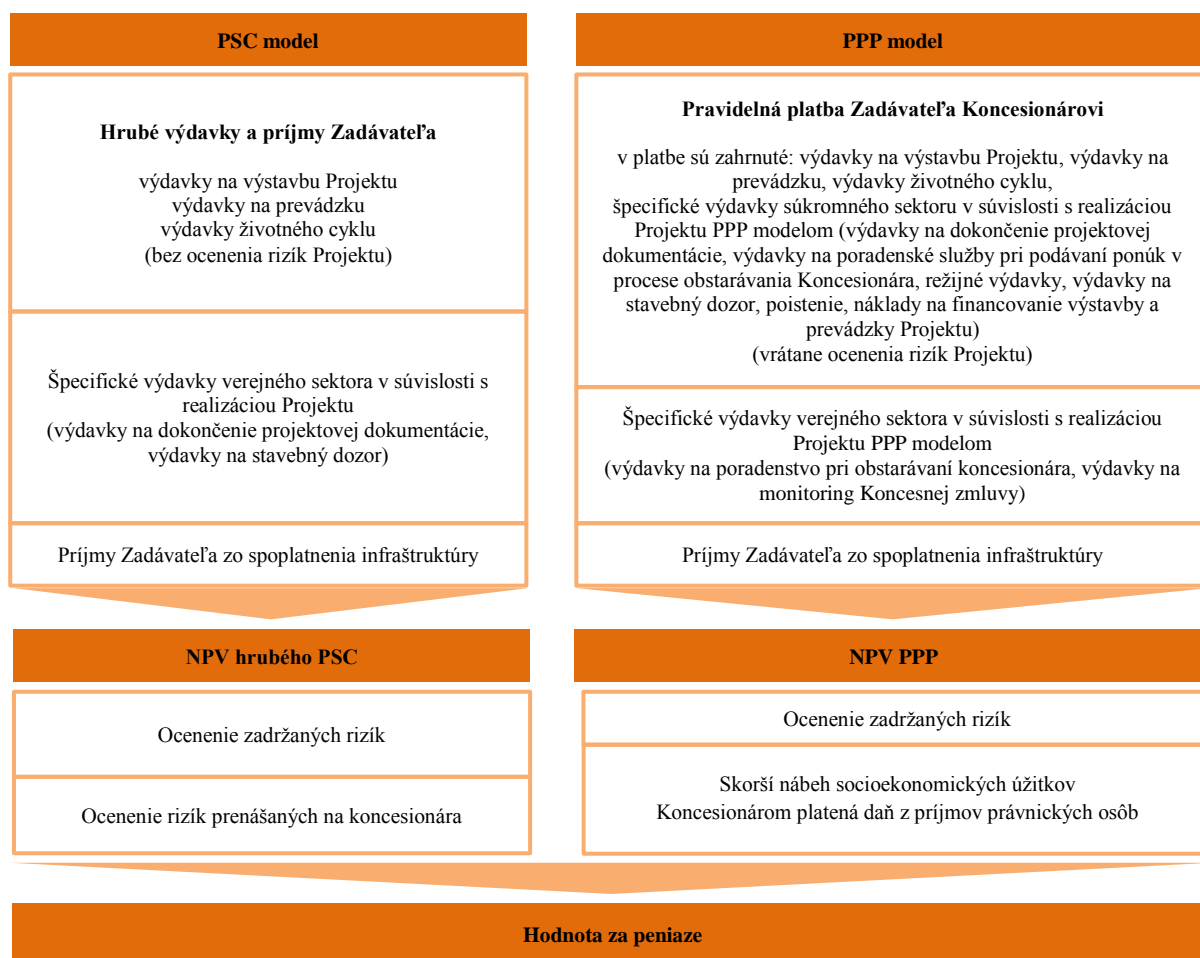 PSC model
Hrubé výdavky a príjmy Zadávateľa
výdavky na výstavbu Projektu
výdavky na prevádzku
výdavky životného cyklu
(bez ocenenia rizík Projektu)
Špecifické výdavky verejného sektora v súvislosti s
realizáciou Projektu
(výdavky na dokončenie projektovej dokumentácie,
výdavky na stavebný dozor)
Príjmy Zadávateľa zo spoplatnenia infraštruktúry
NPV hrubého PSC
Ocenenie zadržaných rizík
Ocenenie rizík prenášaných na koncesionára
PPP model
Pravidelná platba Zadávateľa Koncesionárovi
v platbe sú zahrnuté: výdavky na výstavbu Projektu, výdavky na
prevádzku, výdavky životného cyklu,
špecifické výdavky súkromného sektoru v súvislosti s realizáciou
Projektu PPP modelom (výdavky na dokončenie projektovej
dokumentácie, výdavky na poradenské služby pri podávaní ponúk v
procese obstarávania Koncesionára, režijné výdavky, výdavky na
stavebný dozor, poistenie, náklady na financovanie výstavby a
prevádzky Projektu)
(vrátane ocenenia rizík Projektu)
Špecifické výdavky verejného sektora v súvislosti s realizáciou
Projektu PPP modelom
(výdavky na poradenstvo pri obstarávaní koncesionára, výdavky na
monitoring Koncesnej zmluvy)
Príjmy Zadávateľa zo spoplatnenia infraštruktúry
NPV PPP
Ocenenie zadržaných rizík
Skorší nábeh socioekonomických úžitkov
Koncesionárom platená daň z príjmov právnických osôb
Hodnota za peniaze